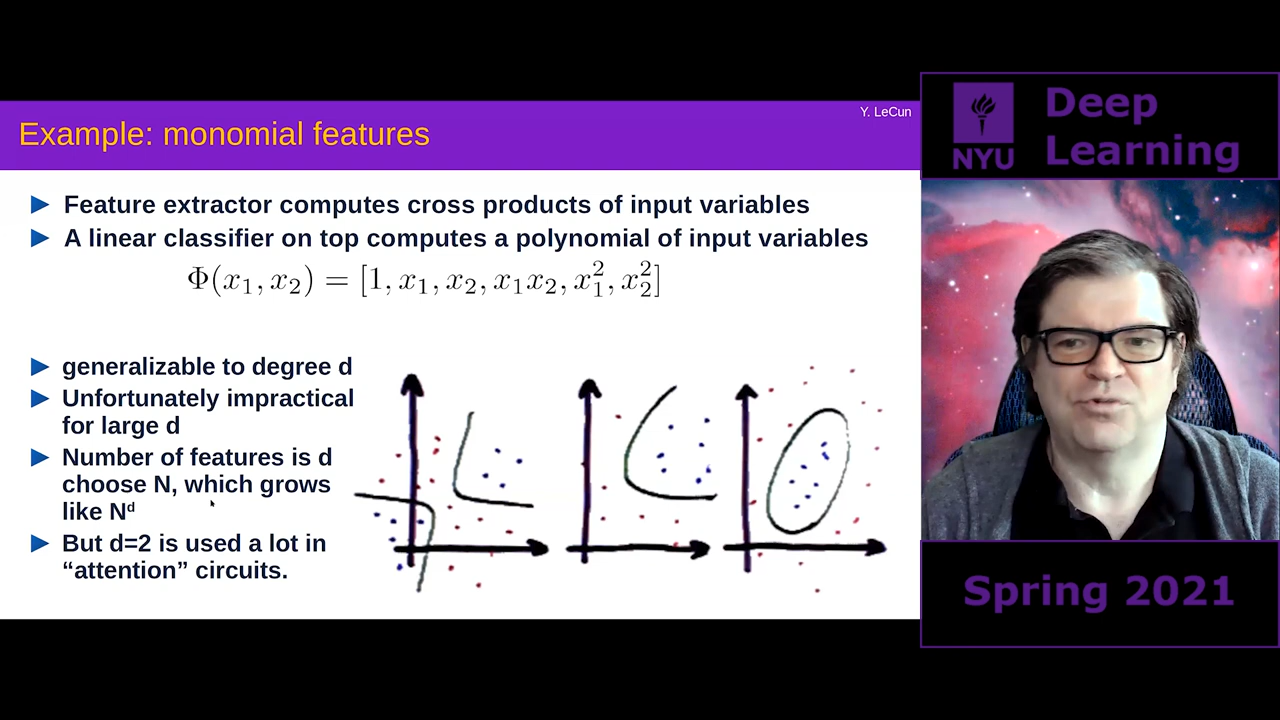 Y. LeCun
Example: monomial features
► Feature extractor computes cross products of input variables
► A linear classifier on top computes a polynomial of input variables
Φ(x₁, x₂) = [1, x₁, x₂, x₁x₂, x₁², x₂²]
► generalizable to degree d
► Unfortunately impractical
for large d
► Number of features is d
choose N, which grows
like Nᵈ
► But d=2 is used a lot in
“attention” circuits.
NYU
Deep
Learning
Spring 2021